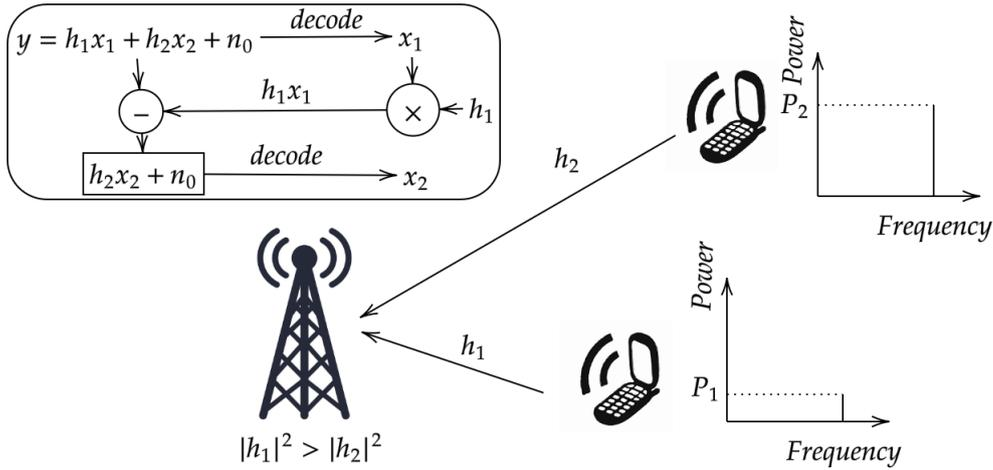 y = h₁x₁ + h₂x₂ + n₀
decode
x₁
h₁x₁
−
×
h₁
h₂x₂ + n₀
decode
x₂
h₂
Power
P₂
Frequency
h₁
Power
P₁
Frequency
|h₁|² > |h₂|²